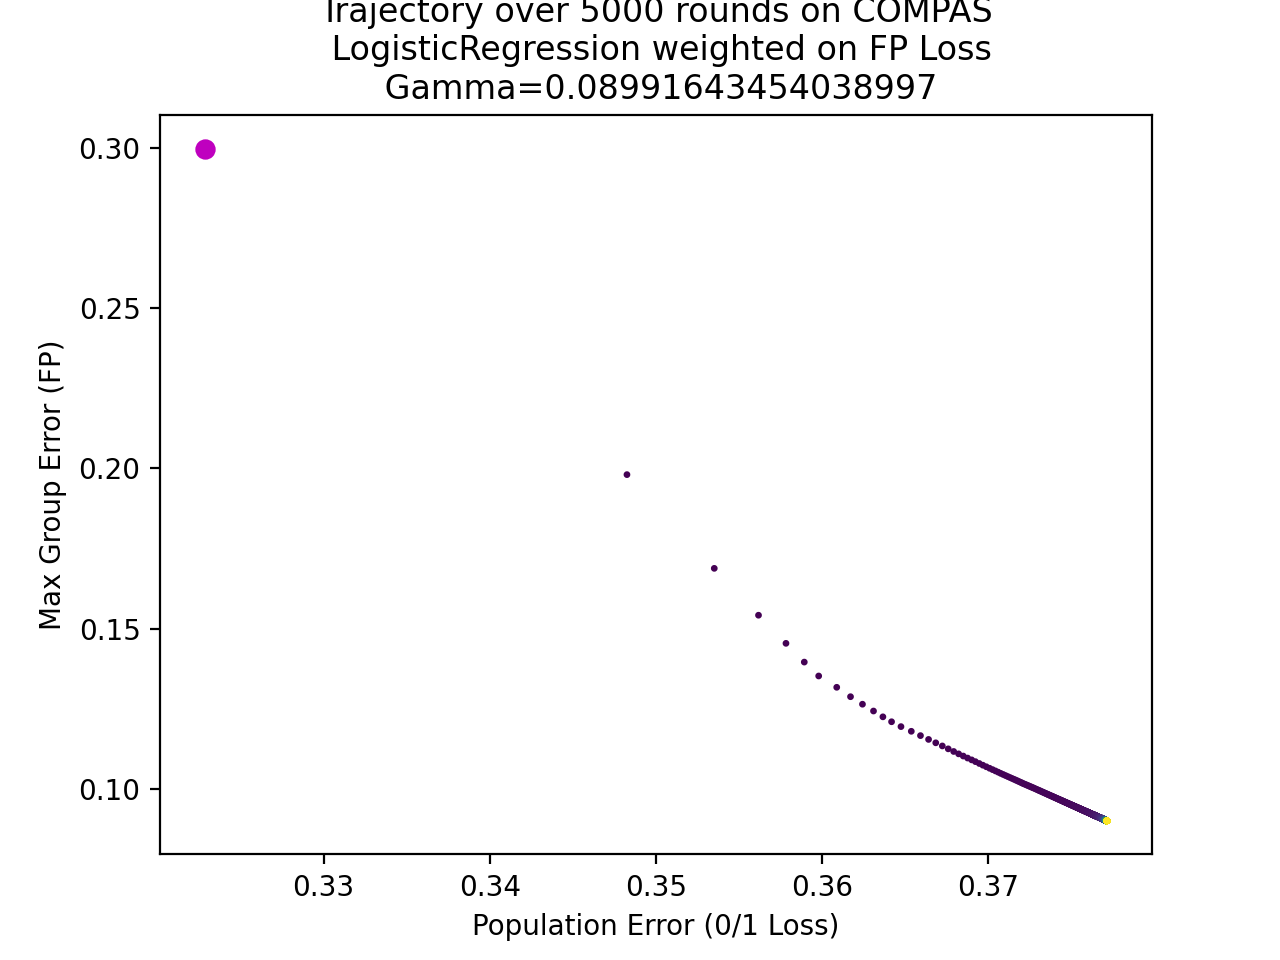 Trajectory over 5000 rounds on COMPAS
LogisticRegression weighted on FP Loss
Gamma=0.08991643454038997
0.30
0.25
0.20
0.15
0.10
Max Group Error (FP)
0.33
0.34
0.35
0.36
0.37
Population Error (0/1 Loss)